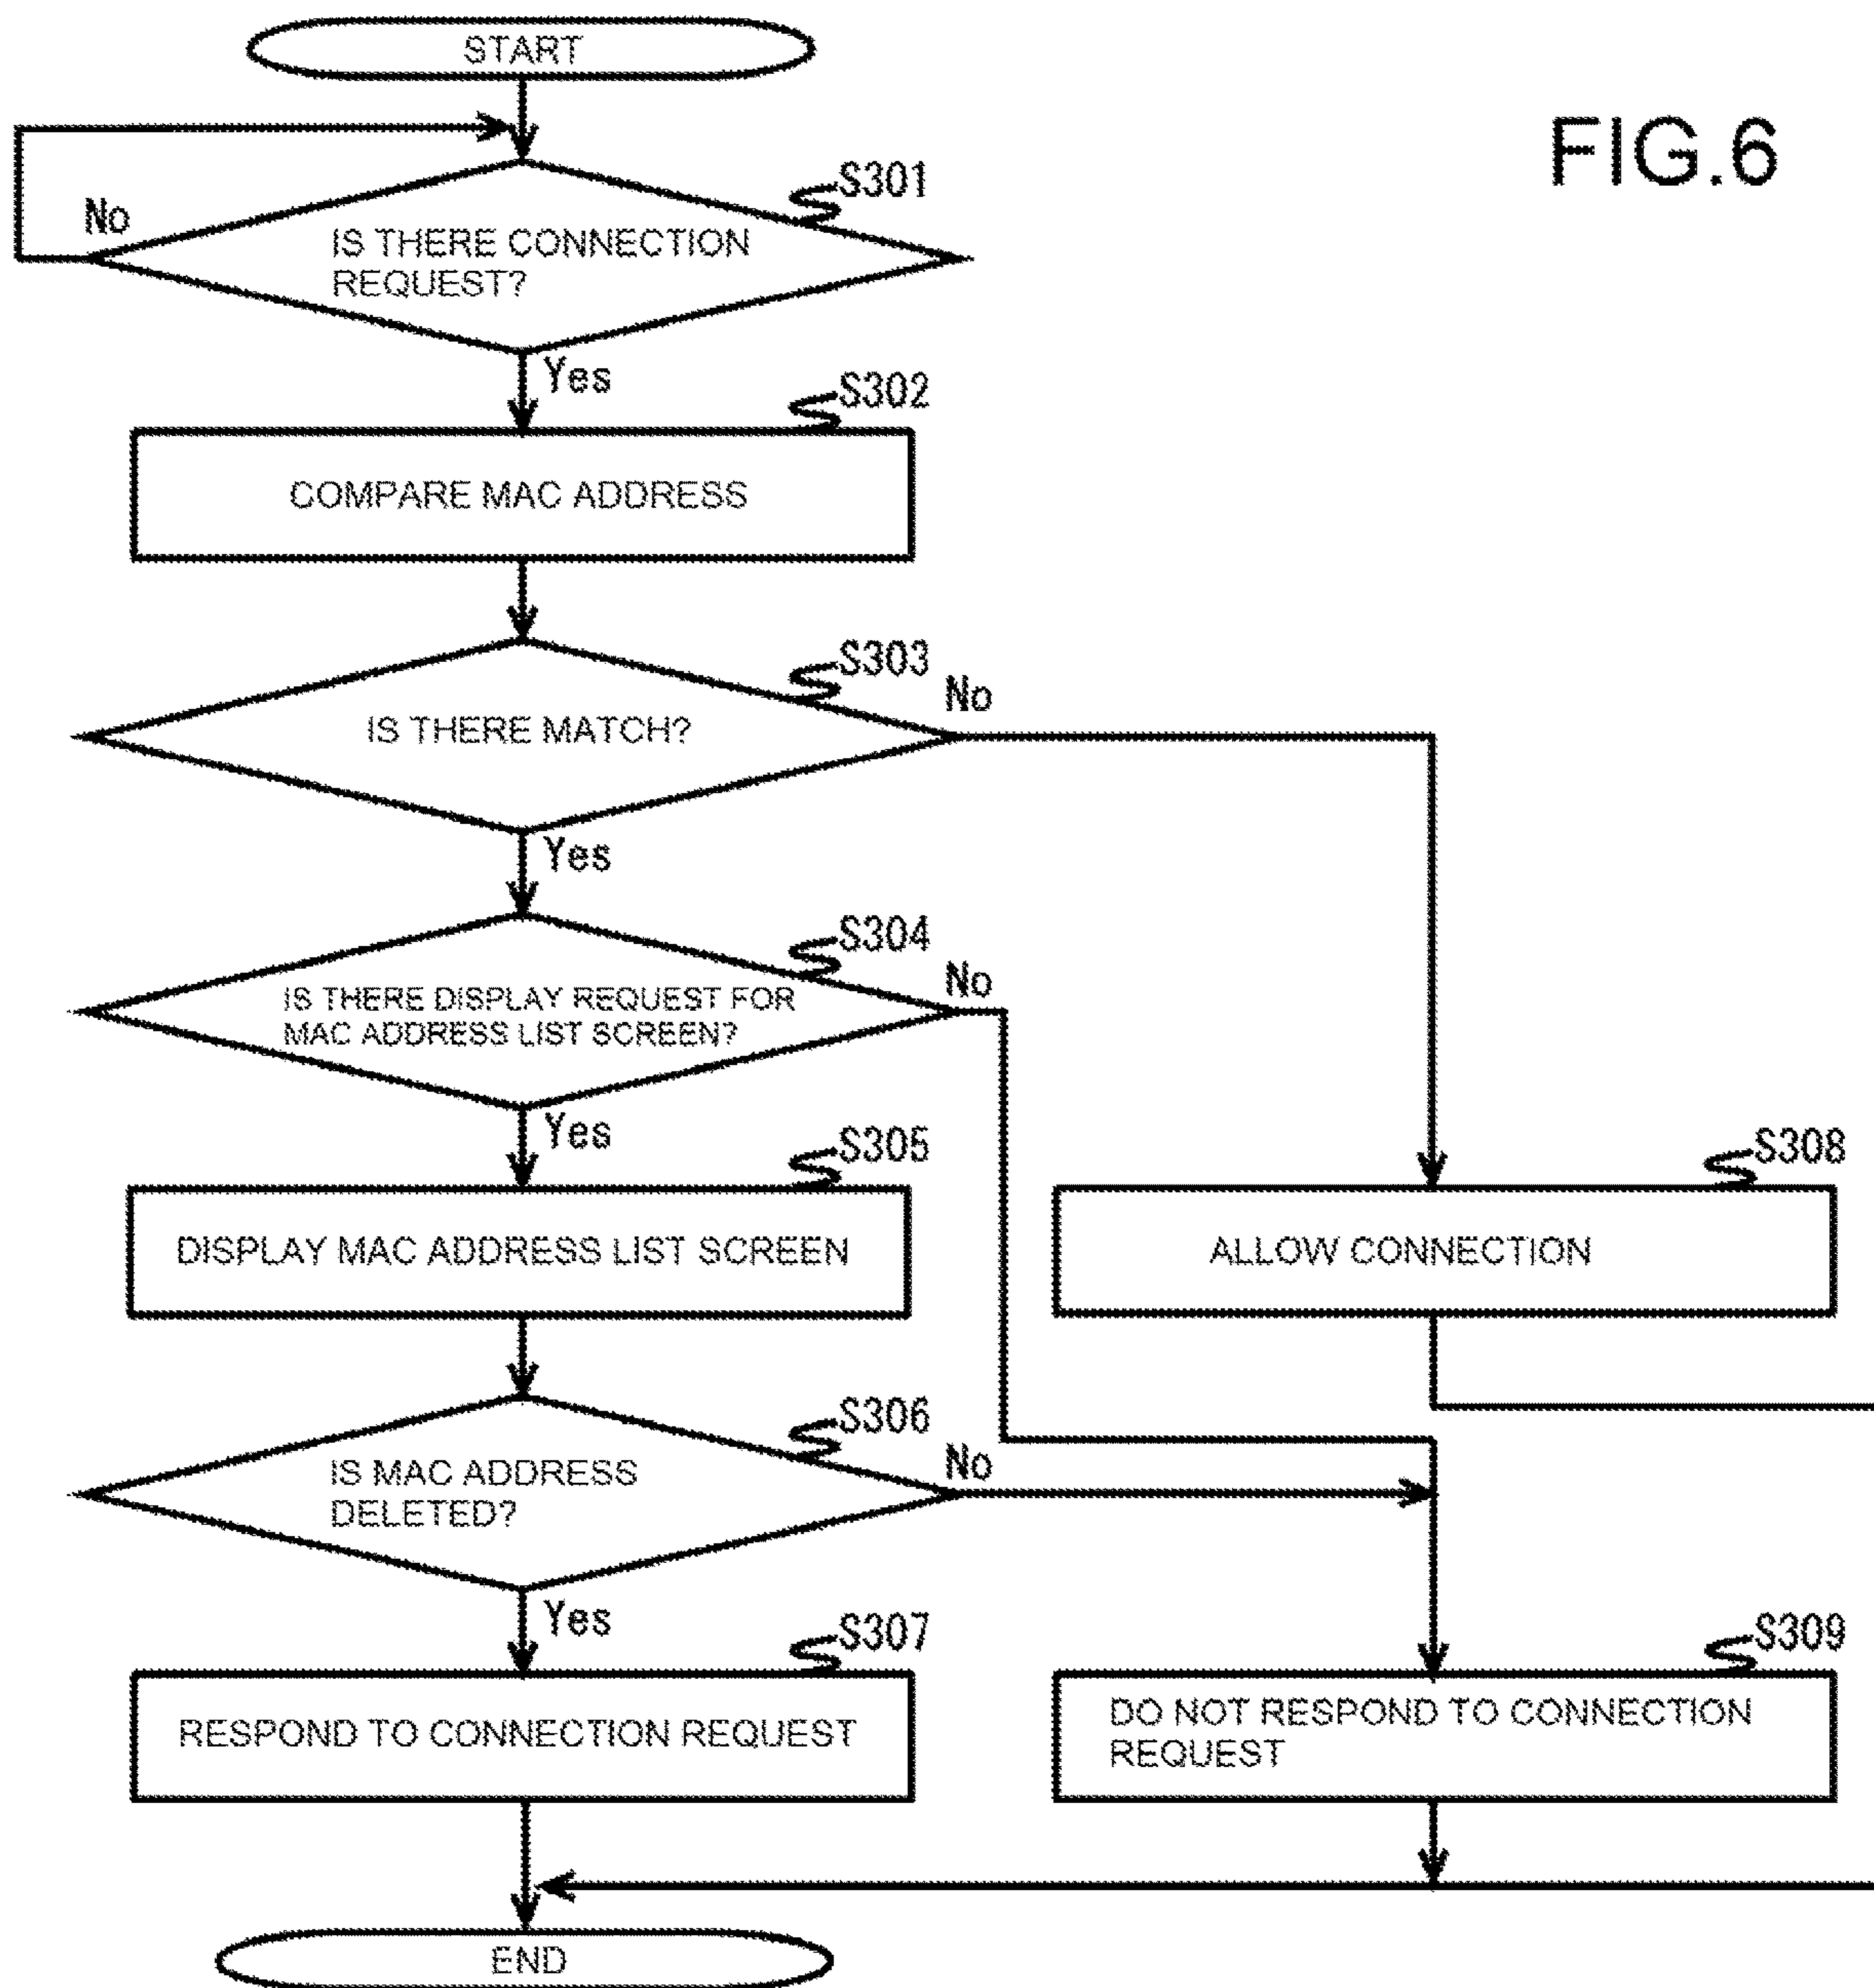 START
FIG.6
S301
No
IS THERE CONNECTION
REQUEST?
Yes
S302
COMPARE MAC ADDRESS
S303
No
IS THERE MATCH?
Yes
S304
No
IS THERE DISPLAY REQUEST FOR
MAC ADDRESS LIST SCREEN?
Yes
S305
DISPLAY MAC ADDRESS LIST SCREEN
S308
ALLOW CONNECTION
S306
No
IS MAC ADDRESS
DELETED?
Yes
S307
RESPOND TO CONNECTION REQUEST
S309
DO NOT RESPOND TO CONNECTION
REQUEST
END